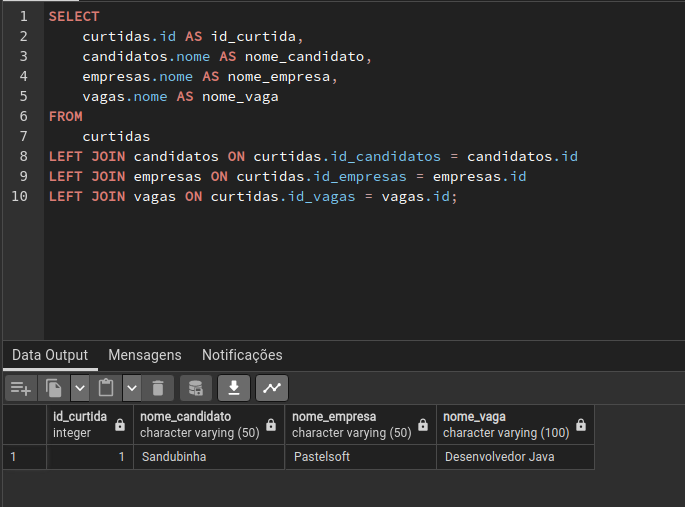 1 SELECT
2 curtidas.id AS id_curtida,
3 candidatos.nome AS nome_candidato,
4 empresas.nome AS nome_empresa,
5 vagas.nome AS nome_vaga
6 FROM
7 curtidas
8 LEFT JOIN candidatos ON curtidas.id_candidatos = candidatos.id
9 LEFT JOIN empresas ON curtidas.id_empresas = empresas.id
10 LEFT JOIN vagas ON curtidas.id_vagas = vagas.id;
Data Output Mensagens Notificações
id_curtida nome_candidato nome_empresa nome_vaga
integer character varying (50) character varying (50) character varying (100)
1 1 Sandubinha Pastelsoft Desenvolvedor Java